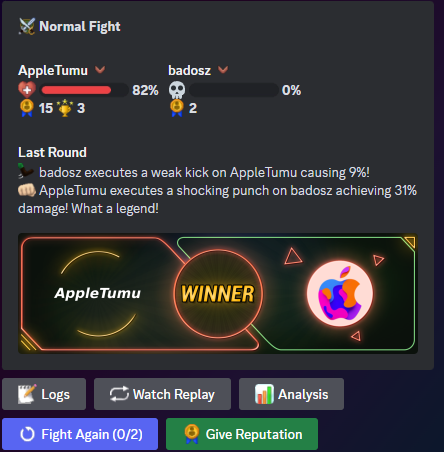 Normal Fight
AppleTumu badosz
82% 0%
15 3 2
Last Round
badosz executes a weak kick on AppleTumu causing 9%!
AppleTumu executes a shocking punch on badosz achieving 31%
damage! What a legend!
AppleTumu WINNER
Logs Watch Replay Analysis
Fight Again (0/2) Give Reputation